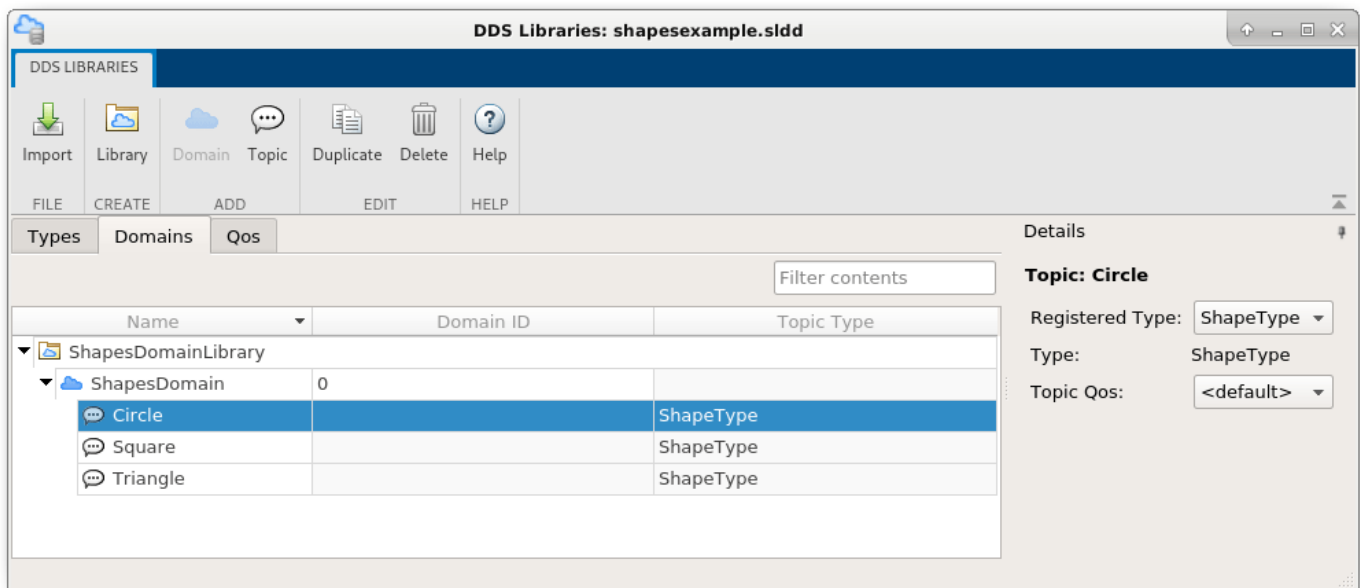 DDS Libraries: shapesexample.sldd
DDS LIBRARIES
Import Library Domain Topic Duplicate Delete Help
FILE CREATE ADD EDIT HELP
Types Domains Qos
Filter contents
Name Domain ID Topic Type
ShapesDomainLibrary
ShapesDomain 0
Circle ShapeType
Square ShapeType
Triangle ShapeType
Details
Topic: Circle
Registered Type: ShapeType
Type: ShapeType
Topic Qos: <default>